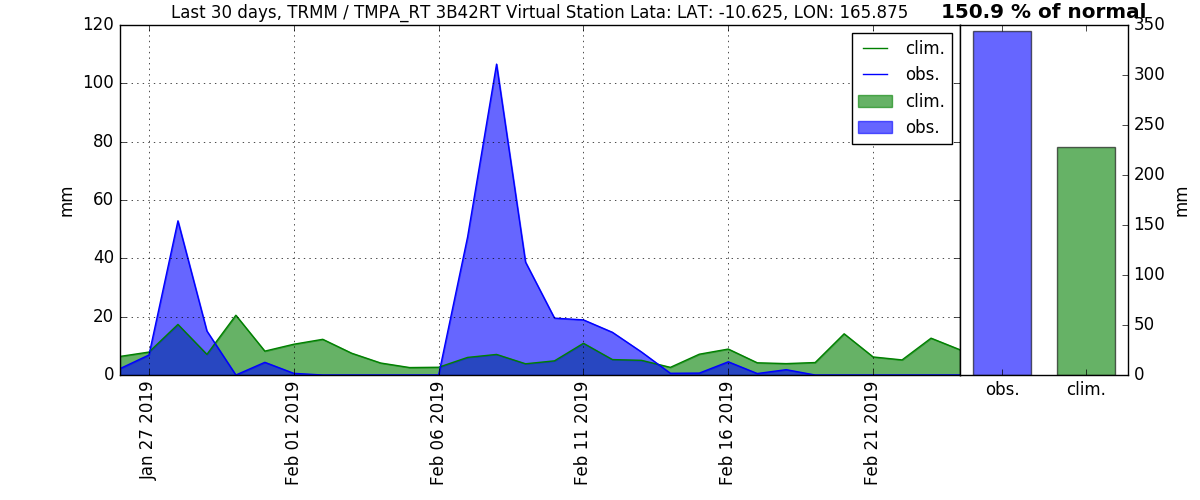 Last 30 days, TRMM / TMPA_RT 3B42RT Virtual Station Lata: LAT: -10.625, LON: 165.875
150.9 % of normal
120
100
80
60
40
20
0
mm
clim.
obs.
clim.
obs.
Jan 27 2019
Feb 01 2019
Feb 06 2019
Feb 11 2019
Feb 16 2019
Feb 21 2019
350
300
250
200
150
100
50
0
mm
obs.
clim.